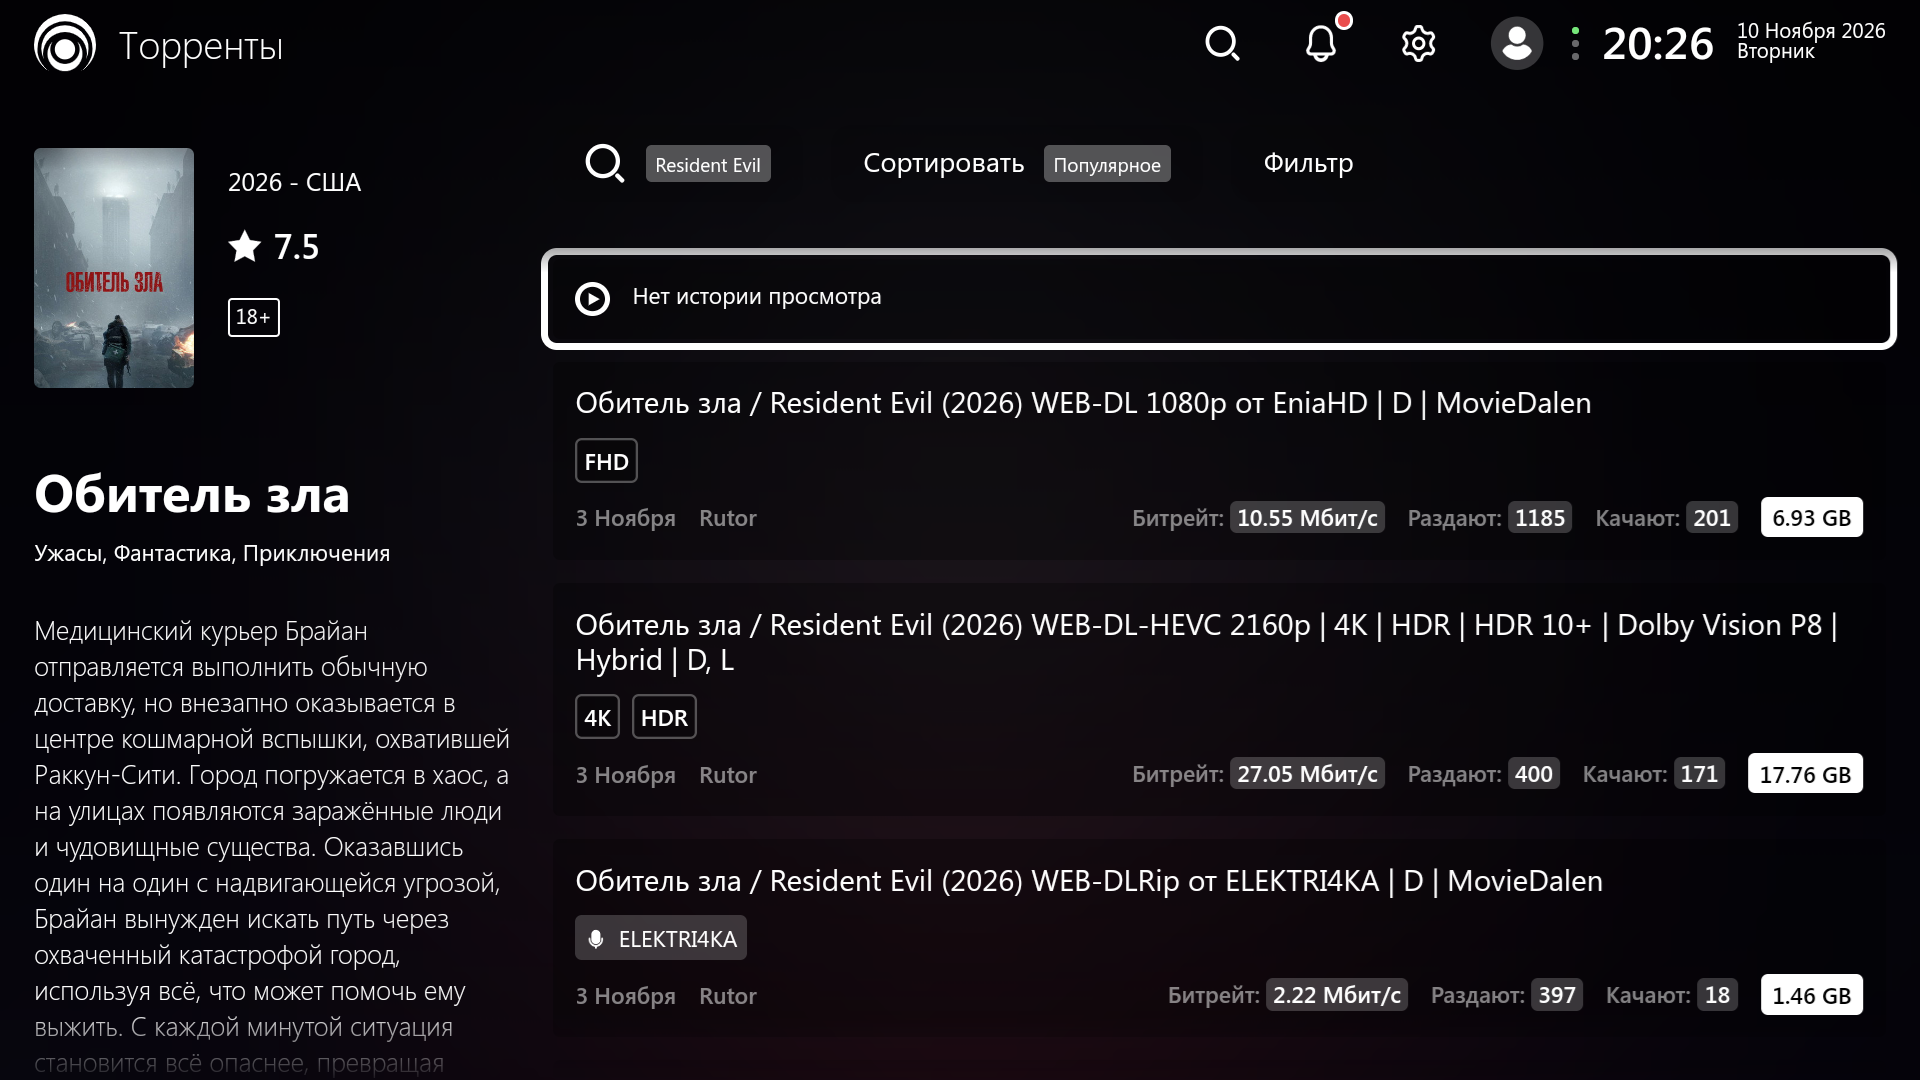 Торренты
20:26
10 Ноября 2026
Вторник
ОБИТЕЛЬ ЗЛА
2026 - США
7.5
18+
Обитель зла
Ужасы, Фантастика, Приключения
Медицинский курьер Брайан
отправляется выполнить обычную
доставку, но внезапно оказывается в
центре кошмарной вспышки, охватившей
Раккун-Сити. Город погружается в хаос, а
на улицах появляются заражённые люди
и чудовищные существа. Оказавшись
один на один с надвигающейся угрозой,
Брайан вынужден искать путь через
охваченный катастрофой город,
используя всё, что может помочь ему
выжить. С каждой минутой ситуация
становится всё опаснее, превращая
Resident Evil
Сортировать Популярное
Фильтр
Нет истории просмотра
Обитель зла / Resident Evil (2026) WEB-DL 1080p от EniaHD | D | MovieDalen
FHD
3 Ноября Rutor Битрейт: 10.55 Мбит/с Раздают: 1185 Качают: 201 6.93 GB
Обитель зла / Resident Evil (2026) WEB-DL-HEVC 2160p | 4K | HDR | HDR 10+ | Dolby Vision P8 |
Hybrid | D, L
4K HDR
3 Ноября Rutor Битрейт: 27.05 Мбит/с Раздают: 400 Качают: 171 17.76 GB
Обитель зла / Resident Evil (2026) WEB-DLRip от ELEKTRI4KA | D | MovieDalen
ELEKTRI4KA
3 Ноября Rutor Битрейт: 2.22 Мбит/с Раздают: 397 Качают: 18 1.46 GB